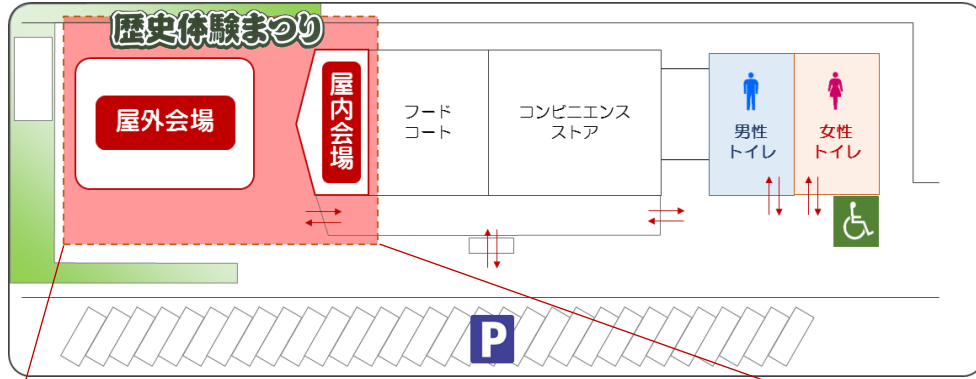 歴史体験まつり
屋外会場
屋内会場
フード
コート
コンビニエンス
ストア
男性
トイレ
女性
トイレ
P